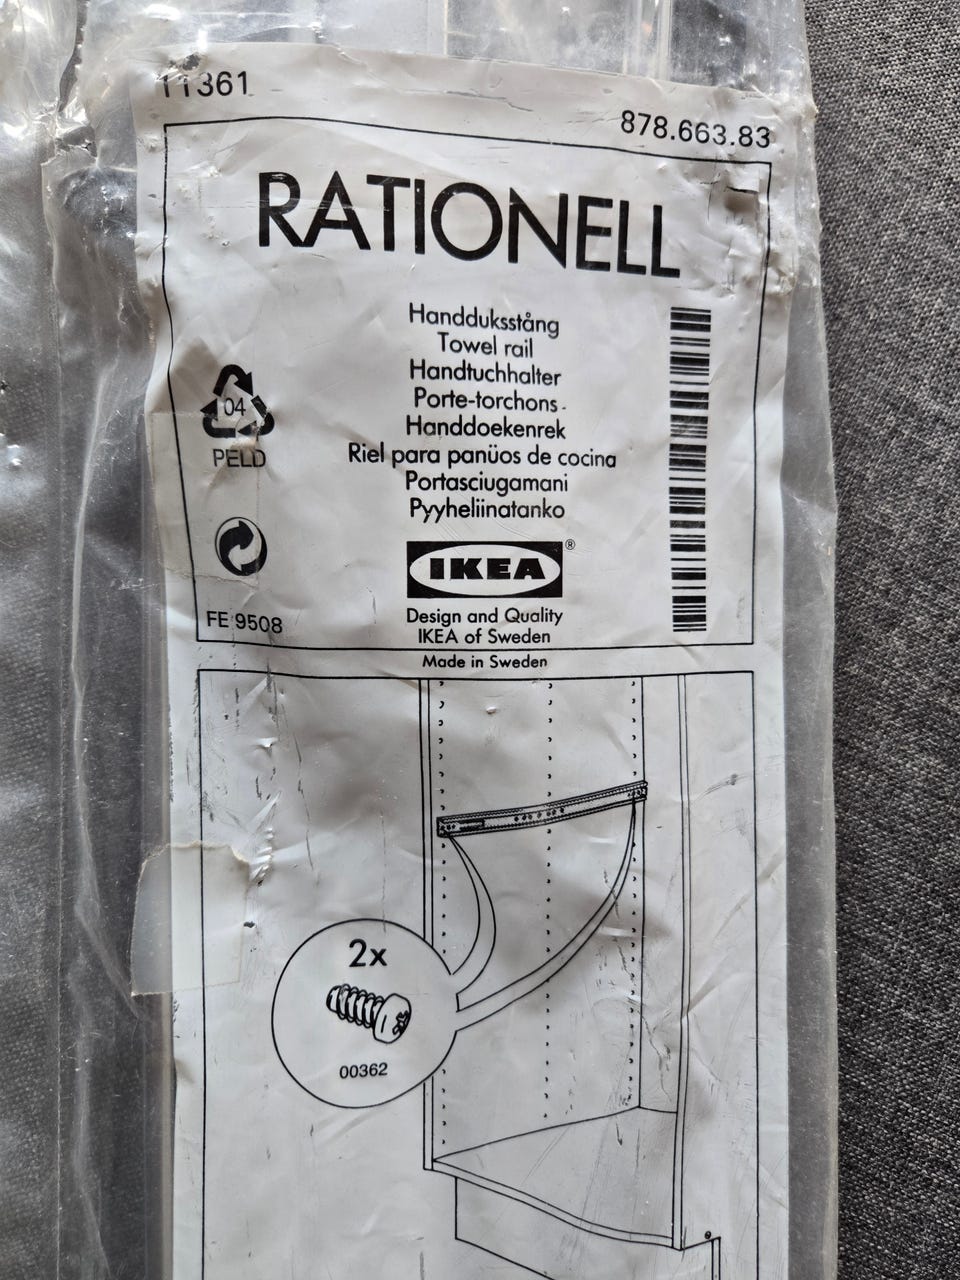 11361
878.663.83
RATIONELL
Handduksstång
Towel rail
Handtuchhalter
Porte-torchons
Handdoekenrek
Riel para panüos de cocina
Portasciugamani
Pyyheliinatanko
04
PELD
IKEA®
FE 9508
Design and Quality
IKEA of Sweden
Made in Sweden
2x
00362